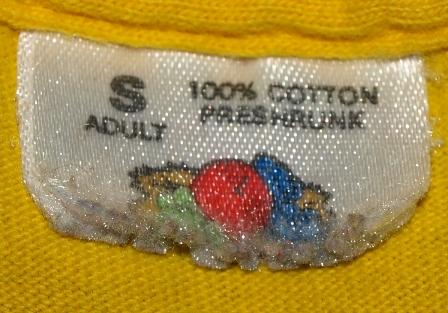 S 100% COTTON
ADULT PRESHRUNK